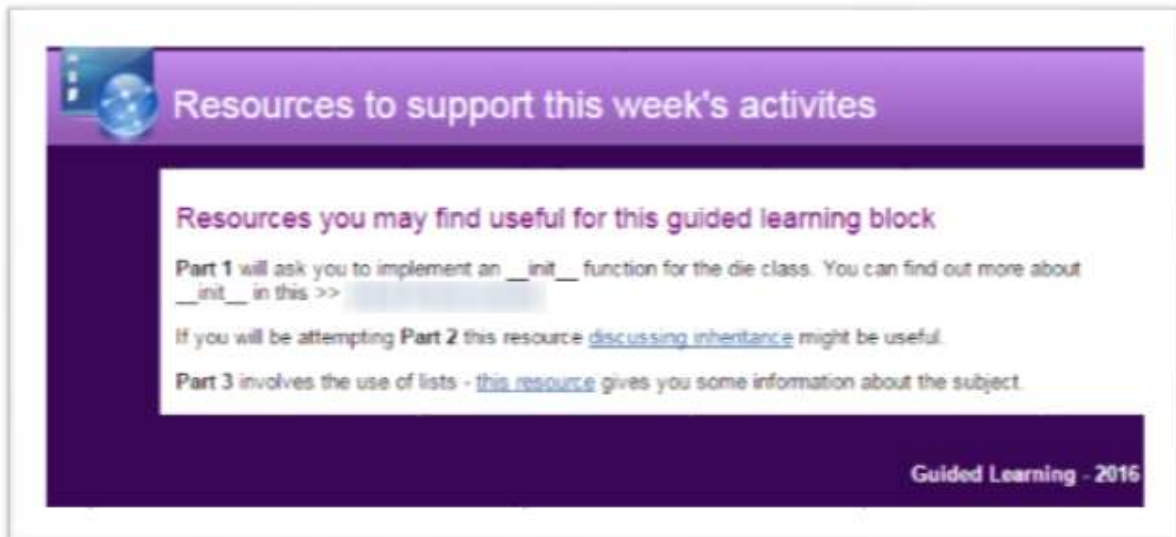 Resources to support this week's activites
Resources you may find useful for this guided learning block
Part 1 will ask you to implement an __init__ function for the die class. You can find out more about
__init__ in this >>
If you will be attempting Part 2 this resource discussing inheritance might be useful.
Part 3 involves the use of lists - this resource gives you some information about the subject.
Guided Learning - 2016